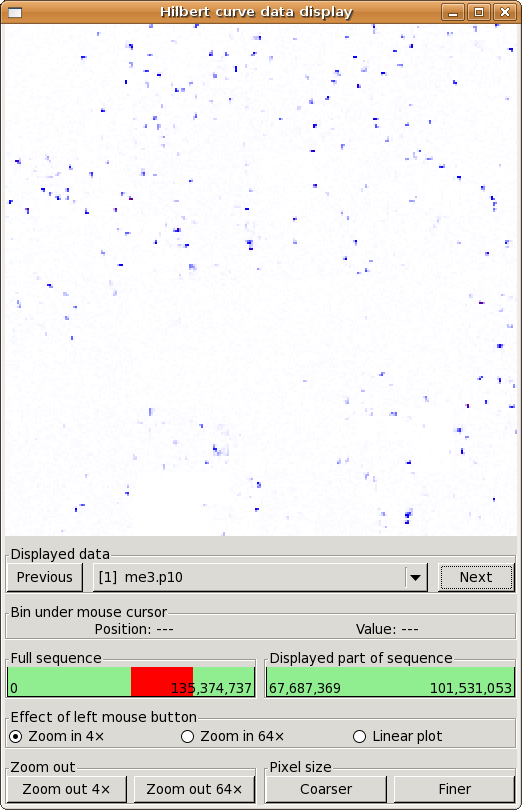 Hilbert curve data display
Displayed data
Previous [1] me3.p10 Next
Bin under mouse cursor
Position: --- Value: ---
Full sequence Displayed part of sequence
0 135,374,737 67,687,369 101,531,053
Effect of left mouse button
Zoom in 4× Zoom in 64× Linear plot
Zoom out Pixel size
Zoom out 4× Zoom out 64× Coarser Finer